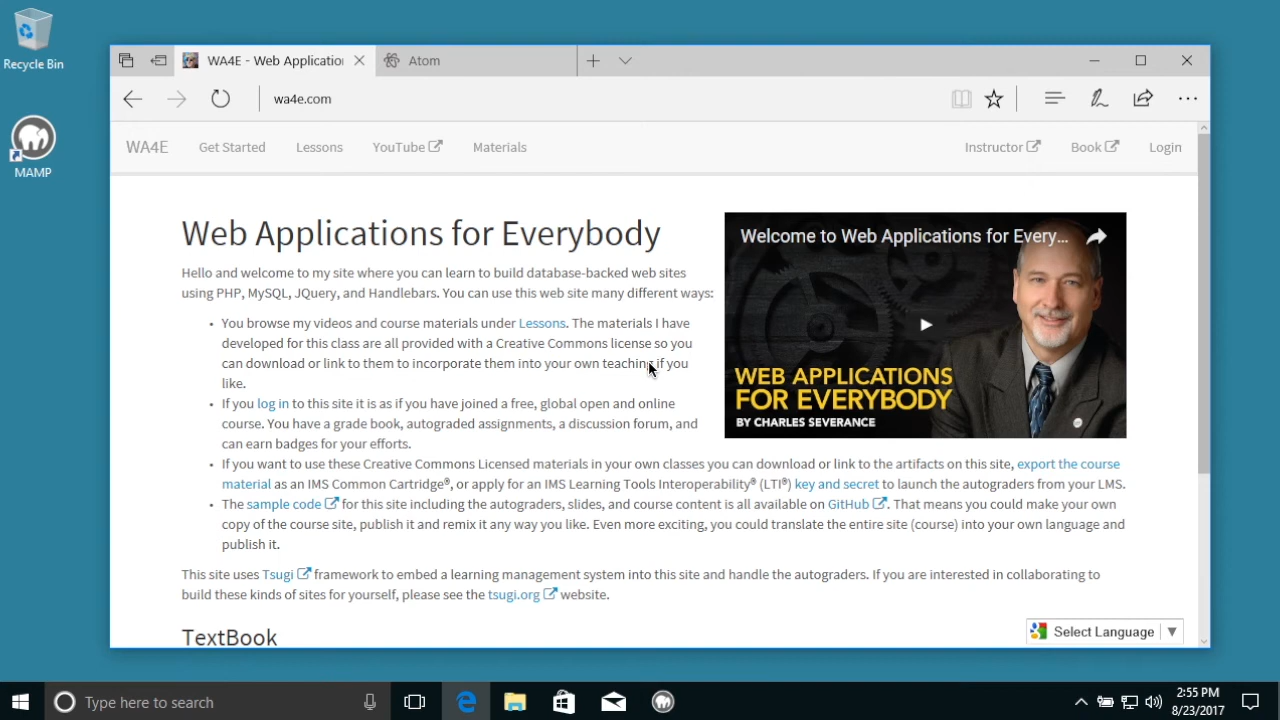 Recycle Bin
MAMP
WA4E - Web Applicatio
Atom
wa4e.com
WA4E Get Started Lessons YouTube Materials Instructor Book Login
Web Applications for Everybody
Hello and welcome to my site where you can learn to build database-backed web sites
using PHP, MySQL, JQuery, and Handlebars. You can use this web site many different ways:
• You browse my videos and course materials under Lessons. The materials I have
developed for this class are all provided with a Creative Commons license so you
can download or link to them to incorporate them into your own teaching if you
like.
• If you log in to this site it is as if you have joined a free, global open and online
course. You have a grade book, autograded assignments, a discussion forum, and
can earn badges for your efforts.
Welcome to Web Applications for Every...
WEB APPLICATIONS
FOR EVERYBODY
BY CHARLES SEVERANCE
• If you want to use these Creative Commons Licensed materials in your own classes you can download or link to the artifacts on this site, export the course
material as an IMS Common Cartridge®, or apply for an IMS Learning Tools Interoperability® (LTI®) key and secret to launch the autograders from your LMS.
• The sample code for this site including the autograders, slides, and course content is all available on GitHub. That means you could make your own
copy of the course site, publish it and remix it any way you like. Even more exciting, you could translate the entire site (course) into your own language and
publish it.
This site uses Tsugi framework to embed a learning management system into this site and handle the autograders. If you are interested in collaborating to
build these kinds of sites for yourself, please see the tsugi.org website.
TextBook
Select Language
Type here to search
2:55 PM
8/23/2017